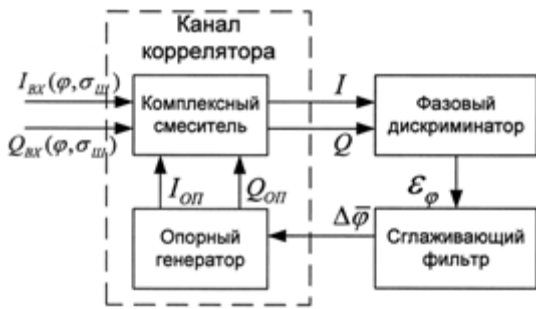 Канал
коррелятора
I_ВХ(φ,σ_Ш)
Q_ВХ(φ,σ_Ш)
Комплексный
смеситель
I
Q
Фазовый
дискриминатор
I_ОП
Q_ОП
ε_φ
Δφ̅
Опорный
генератор
Сглаживающий
фильтр